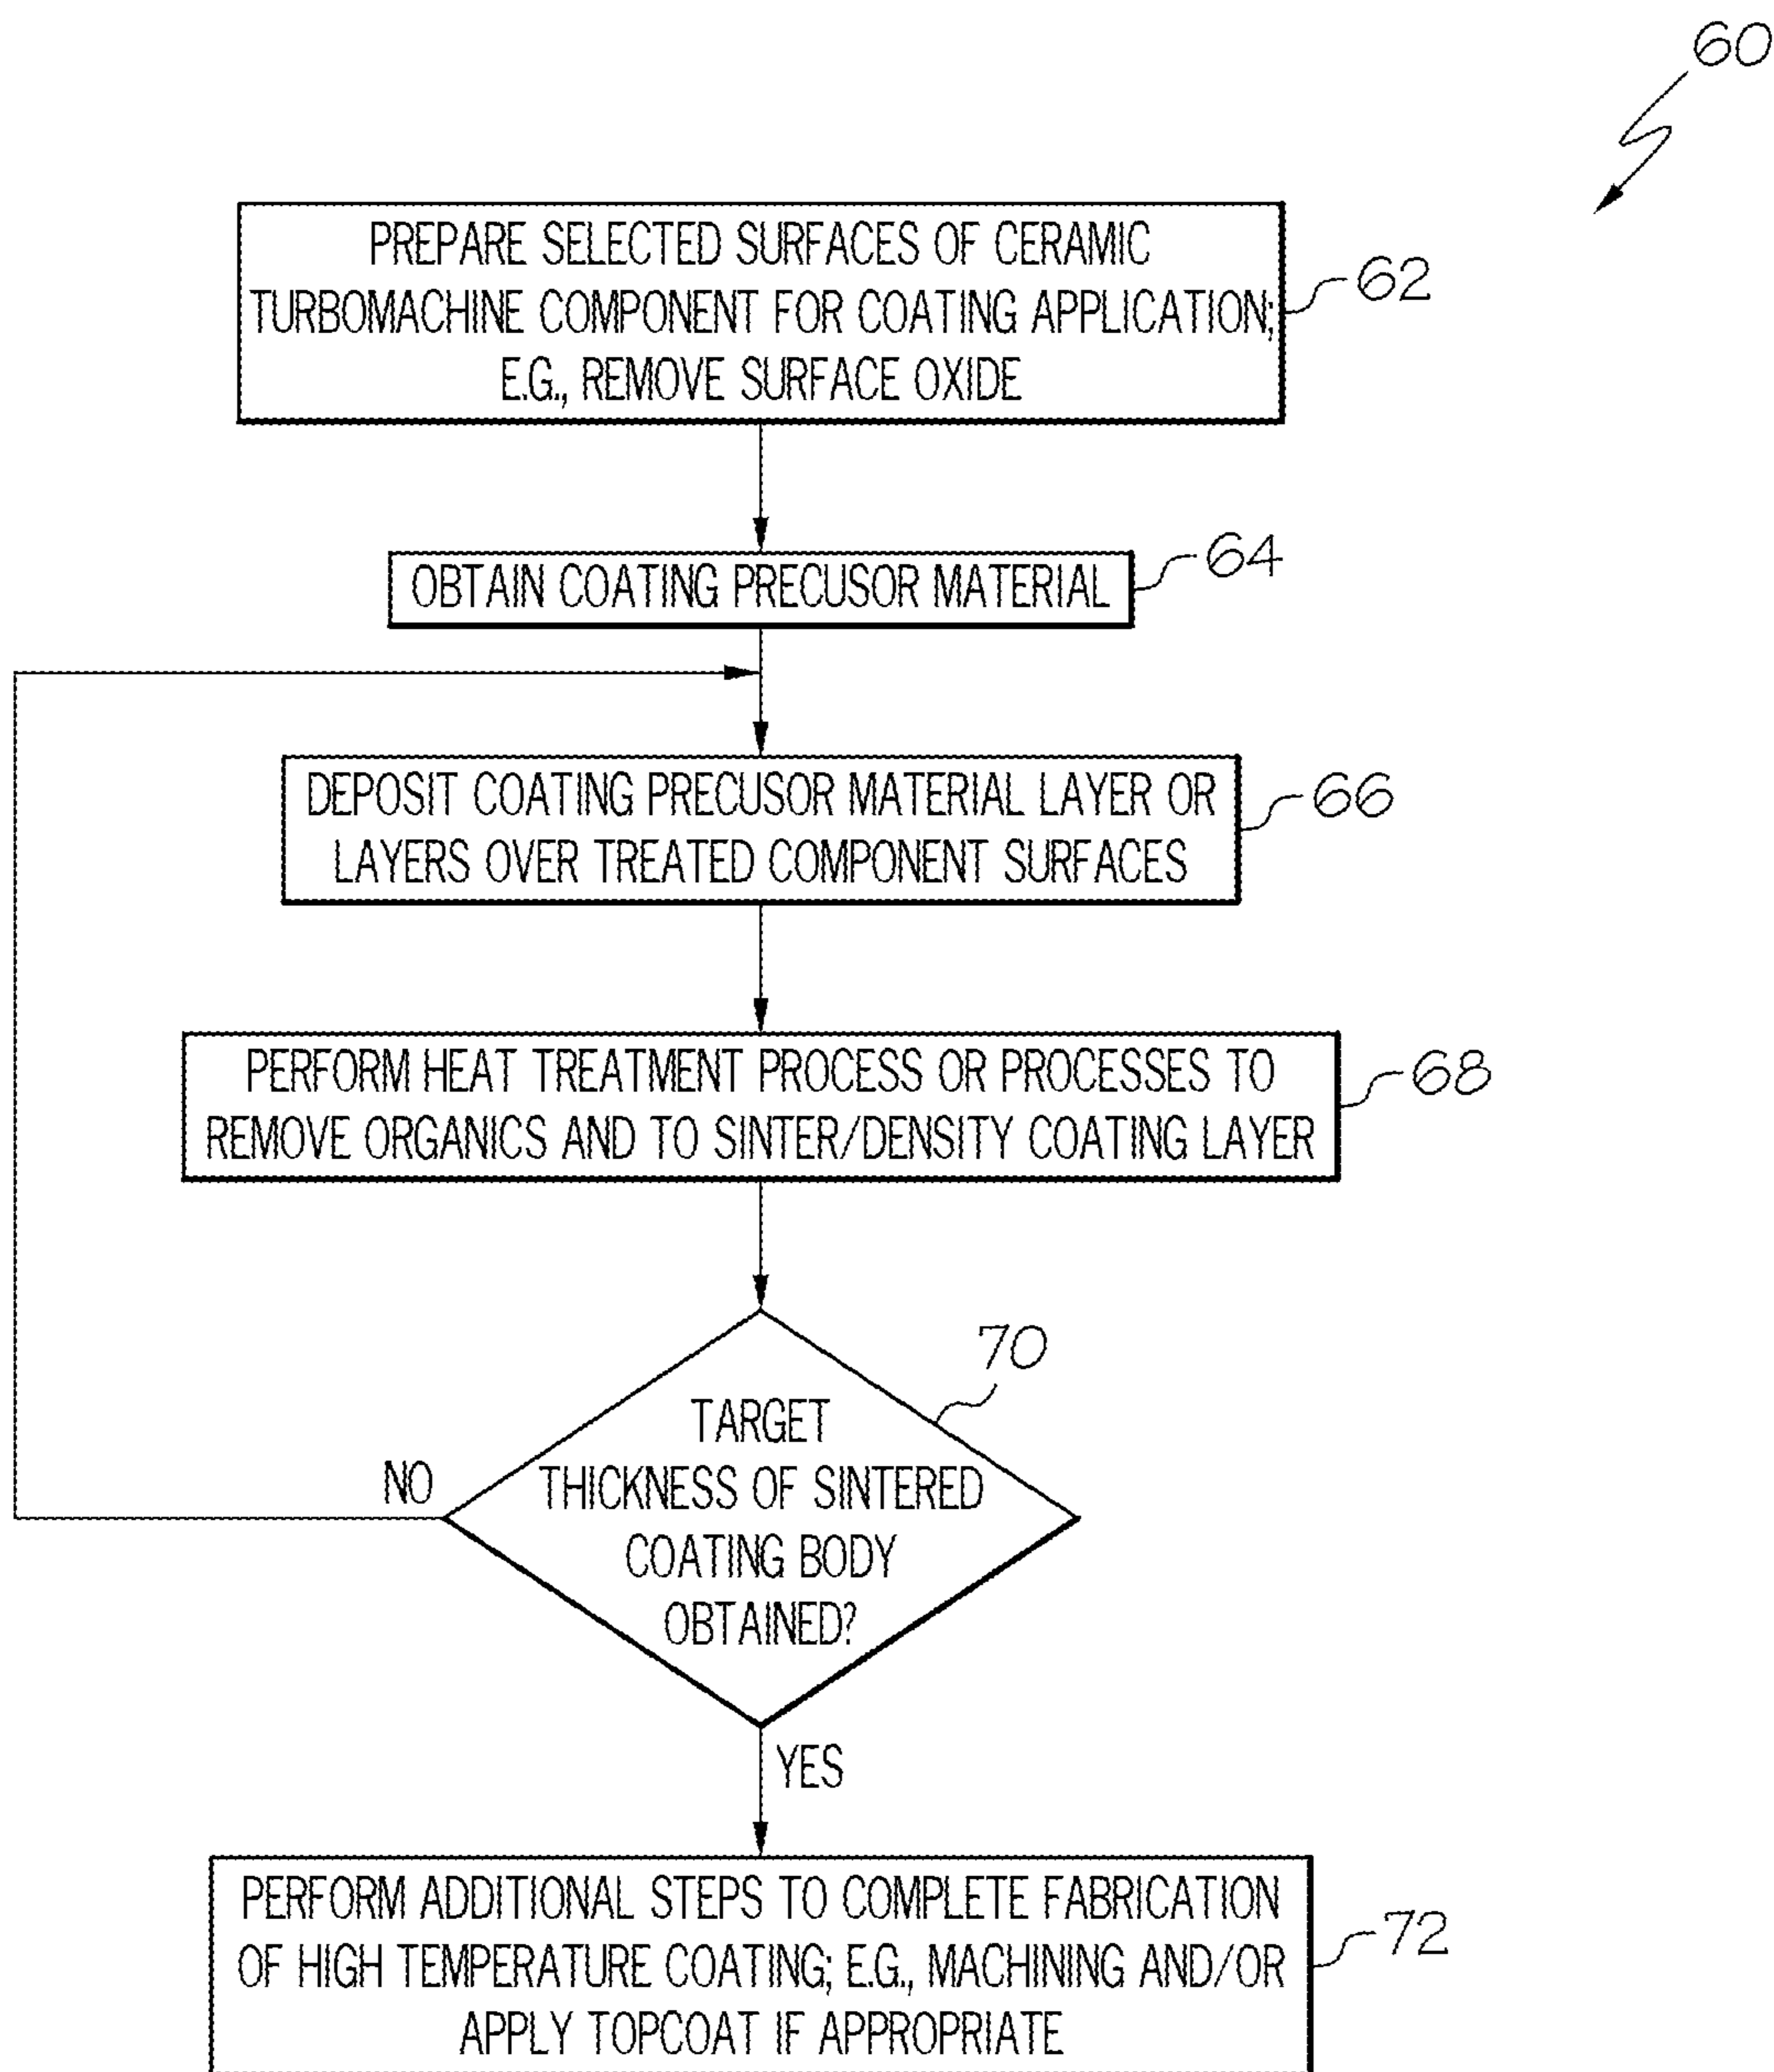 60
PREPARE SELECTED SURFACES OF CERAMIC
TURBOMACHINE COMPONENT FOR COATING APPLICATION;
E.G., REMOVE SURFACE OXIDE
62
OBTAIN COATING PRECUSOR MATERIAL
64
DEPOSIT COATING PRECUSOR MATERIAL LAYER OR
LAYERS OVER TREATED COMPONENT SURFACES
66
PERFORM HEAT TREATMENT PROCESS OR PROCESSES TO
REMOVE ORGANICS AND TO SINTER/DENSITY COATING LAYER
68
70
TARGET
THICKNESS OF SINTERED
COATING BODY
OBTAINED?
NO
YES
PERFORM ADDITIONAL STEPS TO COMPLETE FABRICATION
OF HIGH TEMPERATURE COATING; E.G., MACHINING AND/OR
APPLY TOPCOAT IF APPROPRIATE
72